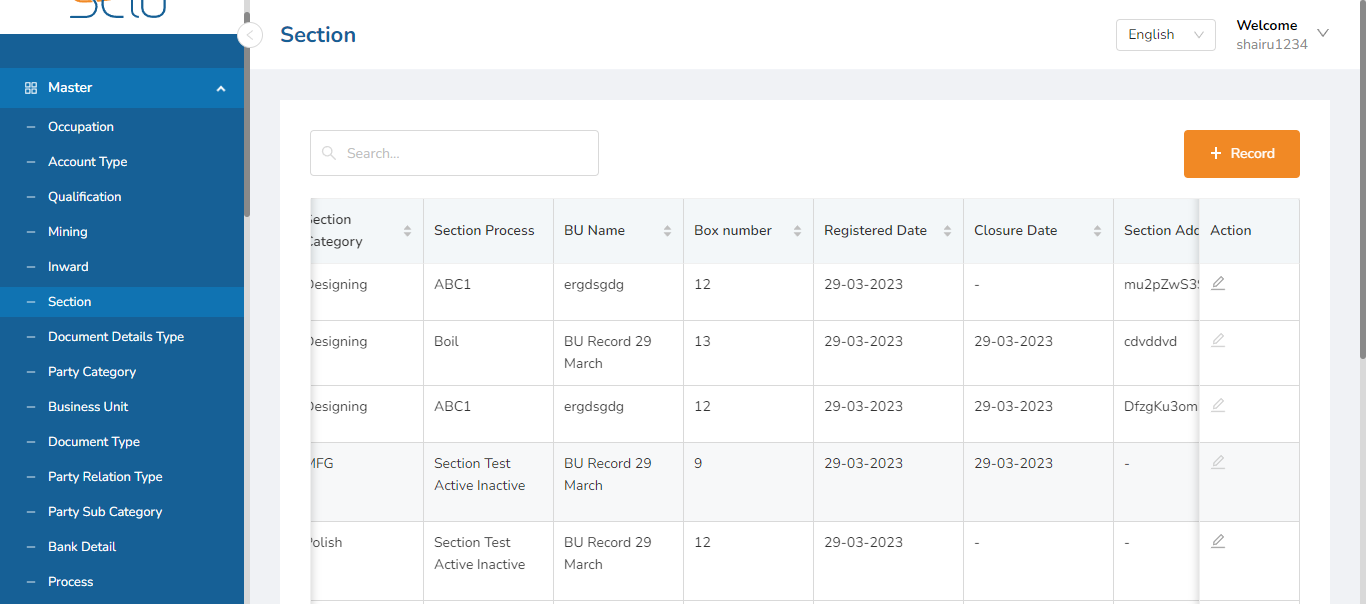 Section
English
Welcome
shairu1234
Master
Occupation
Account Type
Qualification
Mining
Inward
Section
Document Details Type
Party Category
Business Unit
Document Type
Party Relation Type
Party Sub Category
Bank Detail
Process
Search...
+ Record
Section Category
Section Process
BU Name
Box number
Registered Date
Closure Date
Section Add
Action
Designing
ABC1
ergdsgdg
12
29-03-2023
-
mu2pZwS3S
Designing
Boil
BU Record 29
March
13
29-03-2023
29-03-2023
cdvddvd
Designing
ABC1
ergdsgdg
12
29-03-2023
29-03-2023
DfzgKu3om
MFG
Section Test
Active Inactive
BU Record 29
March
9
29-03-2023
29-03-2023
-
Polish
Section Test
Active Inactive
BU Record 29
March
12
29-03-2023
-
-